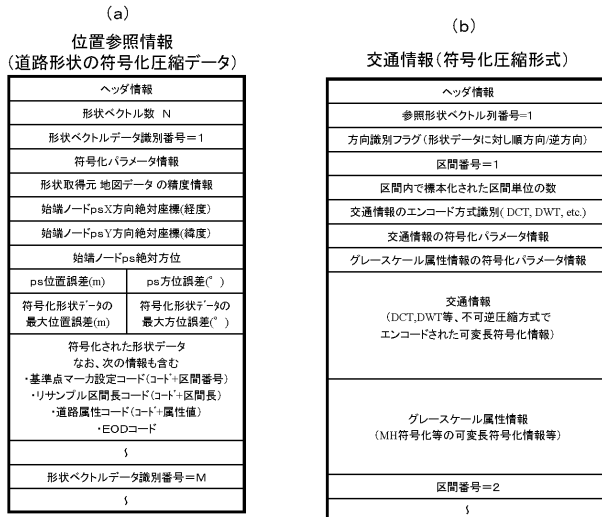 (a)
位置参照情報
(道路形状の符号化圧縮データ)
ヘッダ情報
形状ベクトル数 N
形状ベクトルデータ識別番号=1
符号化パラメータ情報
形状取得元 地図データ の精度情報
始端ノードpsX方向絶対座標(経度)
始端ノードpsY方向絶対座標(緯度)
始端ノードps絶対方位
ps位置誤差(m)
ps方位誤差(°)
符号化形状データの
最大位置誤差(m)
符号化形状データの
最大方位誤差(°)
符号化された形状データ
なお、次の情報も含む
・基準点マーカ設定コード(コード+区間番号)
・リサンプル区間長コード(コード+区間長)
・道路属性コード(コード+属性値)
・EODコード
~
形状ベクトルデータ識別番号=M
~
(b)
交通情報(符号化圧縮形式)
ヘッダ情報
参照形状ベクトル列番号=1
方向識別フラグ(形状データに対し順方向/逆方向)
区間番号=1
区間内で標本化された区間単位の数
交通情報のエンコード方式識別( DCT, DWT, etc.)
交通情報の符号化パラメータ情報
グレースケール属性情報の符号化パラメータ情報
交通情報
(DCT,DWT等、不可逆圧縮方式で
エンコードされた可変長符号化情報)
グレースケール属性情報
(MH符号化等の可変長符号化情報等)
区間番号=2
~